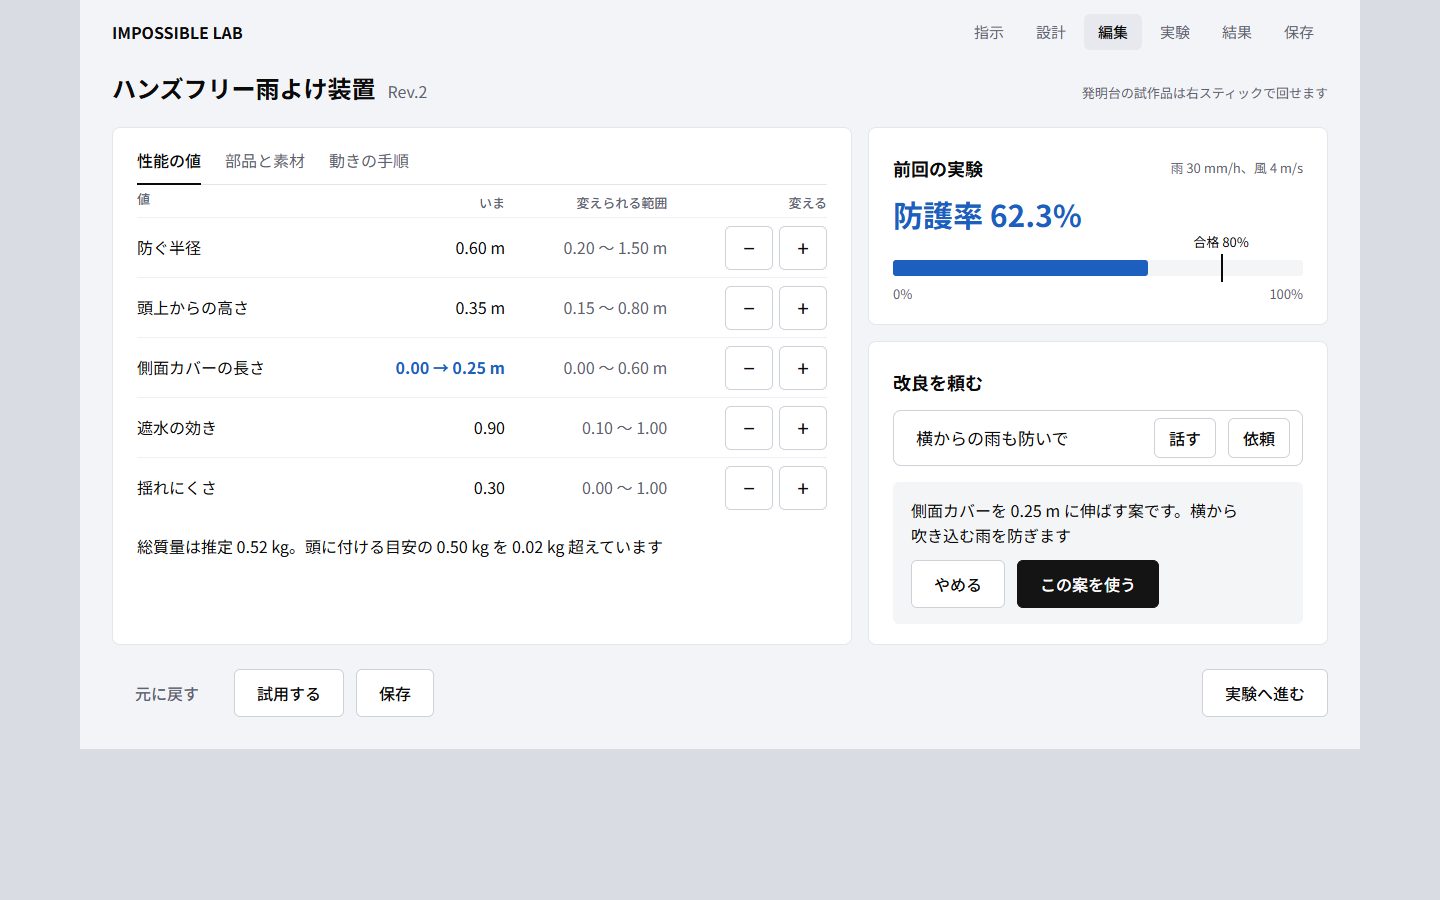 IMPOSSIBLE LAB
指示 設計 編集 実験 結果 保存
ハンズフリー雨よけ装置 Rev.2
発明台の試作品は右スティックで回せます
性能の値 部品と素材 動きの手順
値 いま 変えられる範囲 変える
防ぐ半径 0.60 m 0.20 〜 1.50 m − +
頭上からの高さ 0.35 m 0.15 〜 0.80 m − +
側面カバーの長さ 0.00 → 0.25 m 0.00 〜 0.60 m − +
遮水の効き 0.90 0.10 〜 1.00 − +
揺れにくさ 0.30 0.00 〜 1.00 − +
総質量は推定 0.52 kg。頭に付ける目安の 0.50 kg を 0.02 kg 超えています
前回の実験 雨 30 mm/h、風 4 m/s
防護率 62.3%
合格 80%
0% 100%
改良を頼む
横からの雨も防いで 話す 依頼
側面カバーを 0.25 m に伸ばす案です。横から
吹き込む雨を防ぎます
やめる この案を使う
元に戻す 試用する 保存 実験へ進む